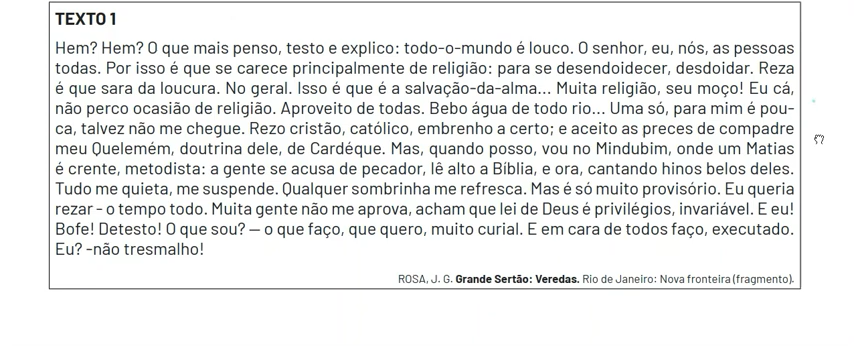 TEXTO 1
Hem? Hem? O que mais penso, testo e explico: todo-o-mundo é louco. O senhor, eu, nós, as pessoas
todas. Por isso é que se carece principalmente de religião: para se desendoidecer, desdoidar. Reza
é que sara da loucura. No geral. Isso é que é a salvação-da-alma... Muita religião, seu moço! Eu cá,
não perco ocasião de religião. Aproveito de todas. Bebo água de todo rio... Uma só, para mim é pou-
ca, talvez não me chegue. Rezo cristão, católico, embrenho a certo; e aceito as preces de compadre
meu Quelemém, doutrina dele, de Cardéque. Mas, quando posso, vou no Mindubim, onde um Matias
é crente, metodista: a gente se acusa de pecador, lê alto a Bíblia, e ora, cantando hinos belos deles.
Tudo me quieta, me suspende. Qualquer sombrinha me refresca. Mas é só muito provisório. Eu queria
rezar - o tempo todo. Muita gente não me aprova, acham que lei de Deus é privilégios, invariável. E eu!
Bofe! Detesto! O que sou? — o que faço, que quero, muito curial. E em cara de todos faço, executado.
Eu? -não tresmalho!
ROSA, J. G. Grande Sertão: Veredas. Rio de Janeiro: Nova fronteira (fragmento).